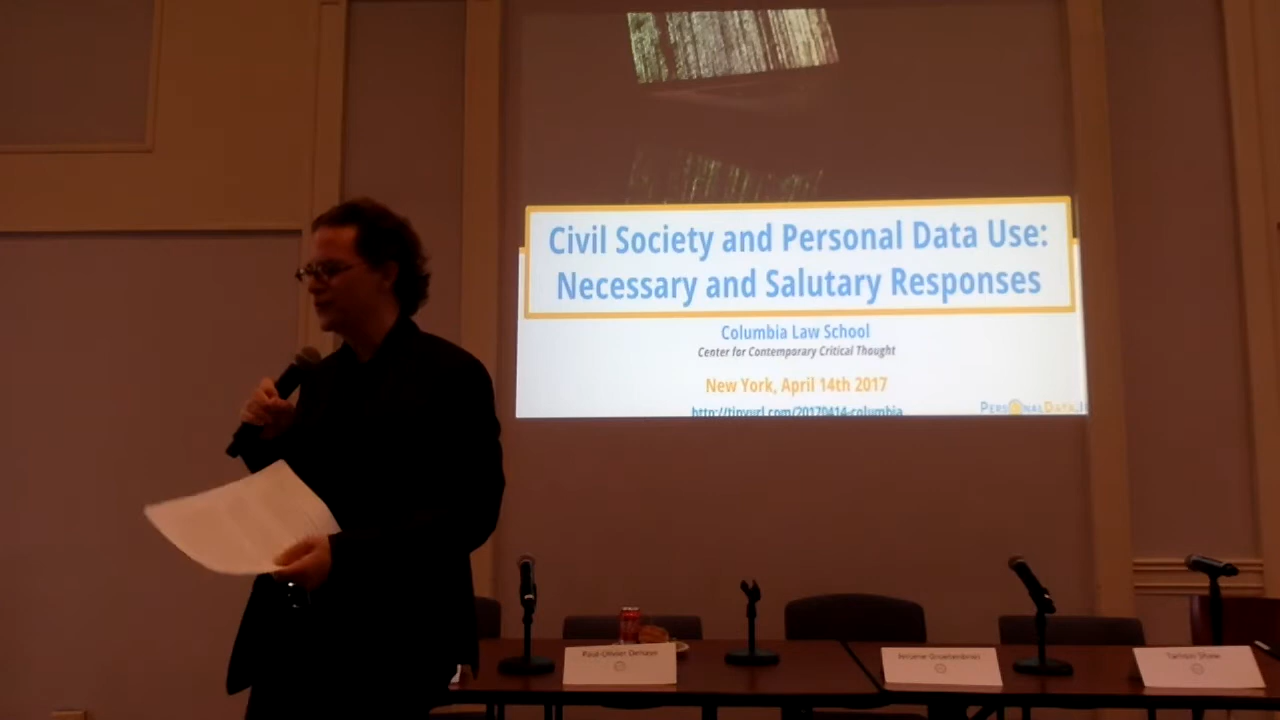 Civil Society and Personal Data Use:
Necessary and Salutary Responses
Columbia Law School
Center for Contemporary Critical Thought
New York, April 14th 2017
http://tinyurl.com/20170414-columbia
PERSONALDATA.I
Paul-Olivier Dehaye